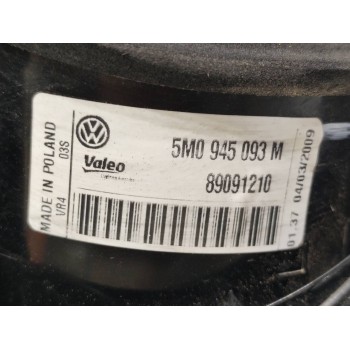 MADE IN POLAND
03S
VR4
VW
Valeo
5M0 945 093 M
89091210
01.37 04/03/2009